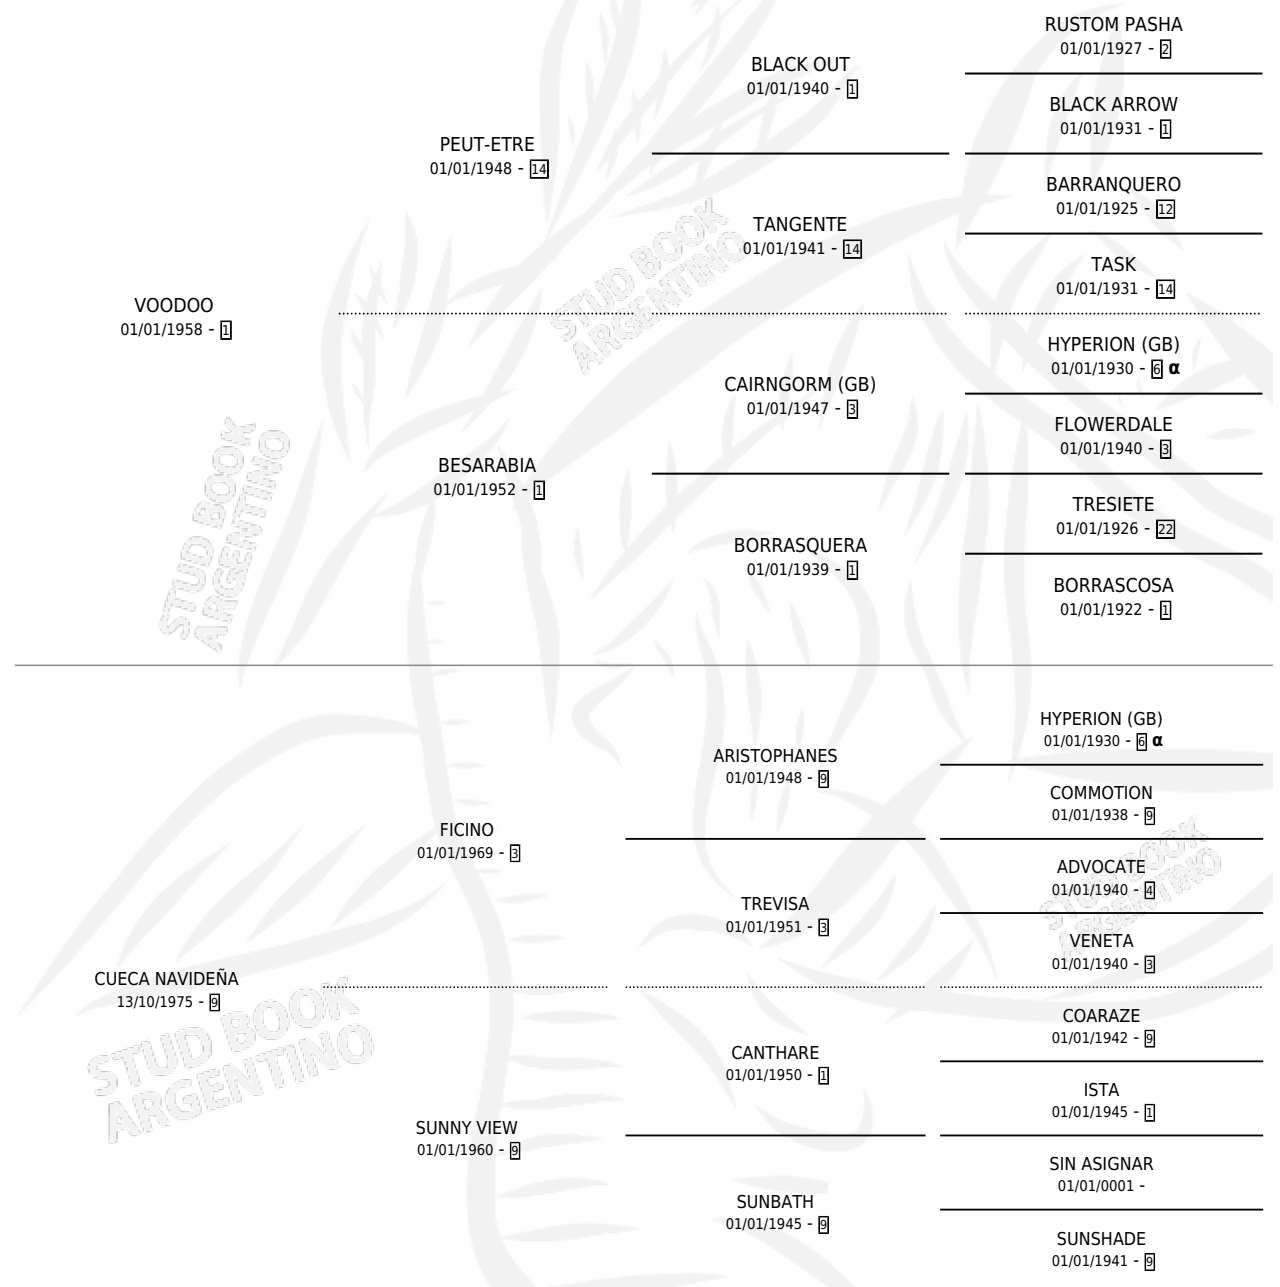 RUSTOM PASHA
01/01/1927 - 2
BLACK OUT
01/01/1940 - 1
BLACK ARROW
01/01/1931 - 1
PEUT-ETRE
01/01/1948 - 14
BARRANQUERO
01/01/1925 - 12
TANGENTE
01/01/1941 - 14
TASK
01/01/1931 - 14
VOODOO
01/01/1958 - 1
HYPERION (GB)
01/01/1930 - 6 α
CAIRNGORM (GB)
01/01/1947 - 3
FLOWERDALE
01/01/1940 - 3
BESARABIA
01/01/1952 - 1
TRESIETE
01/01/1926 - 22
BORRASQUERA
01/01/1939 - 1
BORRASCOSA
01/01/1922 - 1
HYPERION (GB)
01/01/1930 - 6 α
ARISTOPHANES
01/01/1948 - 9
COMMOTION
01/01/1938 - 9
FICINO
01/01/1969 - 3
ADVOCATE
01/01/1940 - 4
TREVISA
01/01/1951 - 3
VENETA
01/01/1940 - 3
CUECA NAVIDEÑA
13/10/1975 - 9
COARAZE
01/01/1942 - 9
CANTHARE
01/01/1950 - 1
ISTA
01/01/1945 - 1
SUNNY VIEW
01/01/1960 - 9
SIN ASIGNAR
01/01/0001 -
SUNBATH
01/01/1945 - 9
SUNSHADE
01/01/1941 - 9
STUD BOOK
ARGENTINO
STUD BOOK
ARGENTINO
STUD BOOK
ARGENTINO
STUD BOOK
ARGENTINO